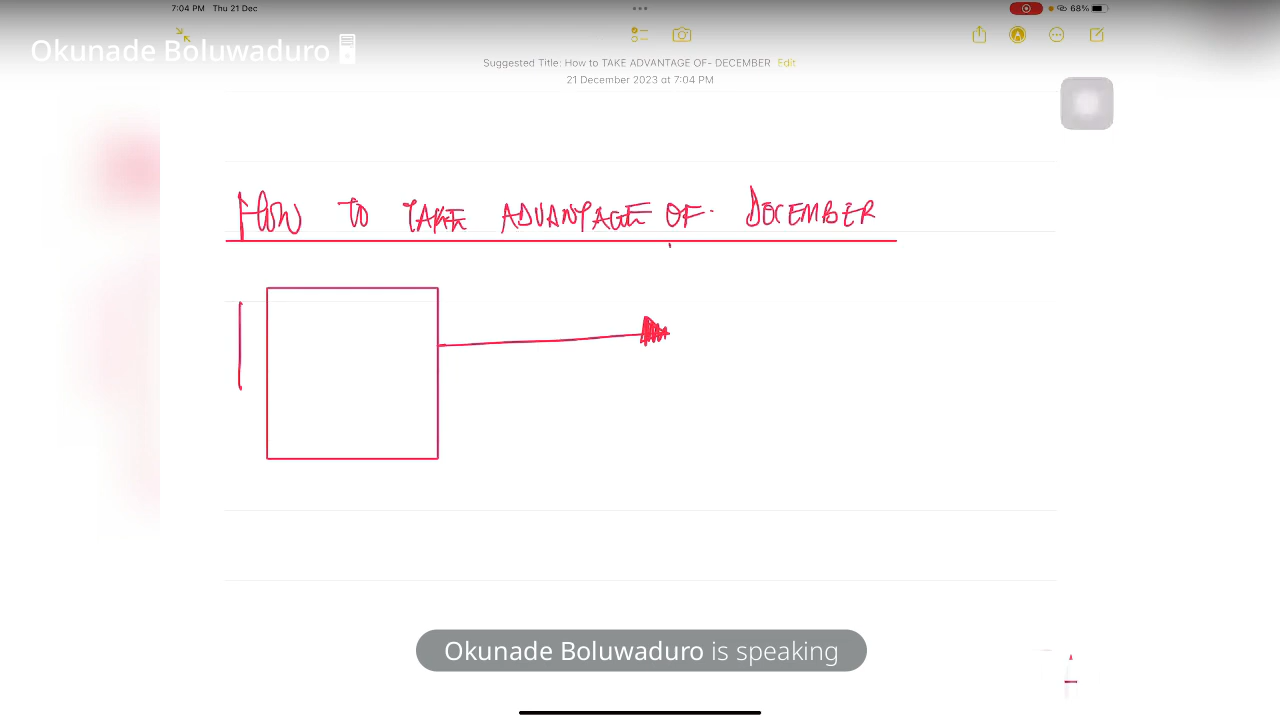 7:04 PM Thu 21 Dec
68%
Okunade Boluwaduro
Suggested Title: How to TAKE ADVANTAGE OF- DECEMBER Edit
21 December 2023 at 7:04 PM
HOW TO TAKE ADVANTAGE OF DECEMBER
Okunade Boluwaduro is speaking